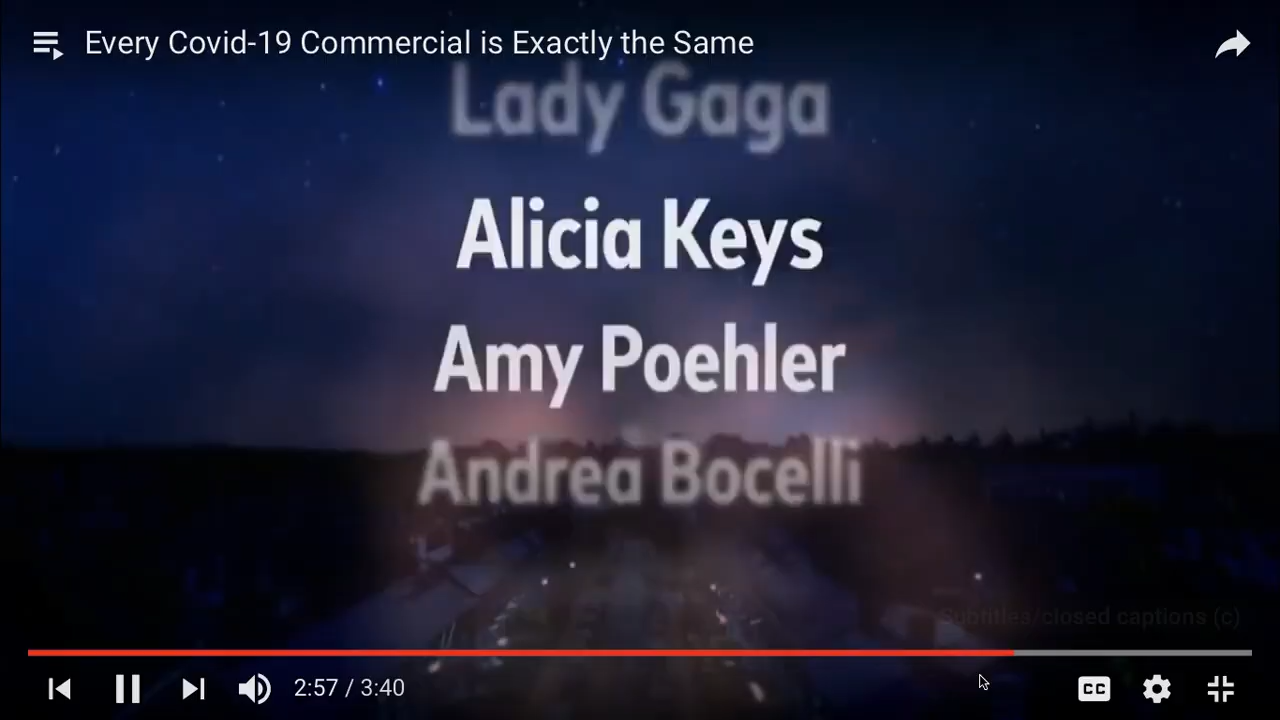 Every Covid-19 Commercial is Exactly the Same
Lady Gaga
Alicia Keys
Amy Poehler
Andrea Bocelli
Subtitles/closed captions (c)
2:57 / 3:40
CC